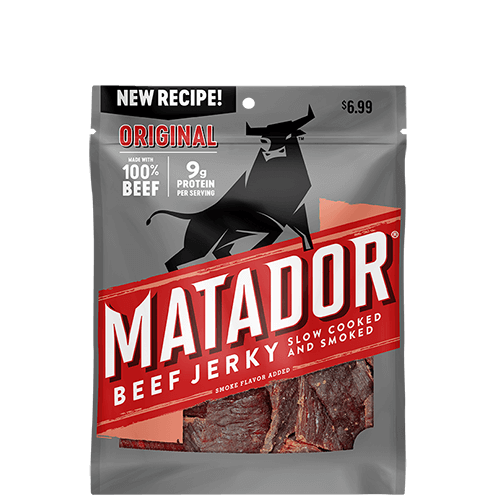 NEW RECIPE!
$6.99
ORIGINAL
MADE WITH
100%
BEEF
9g
PROTEIN
PER SERVING
™
MATADOR®
BEEF JERKY
SLOW COOKED
AND SMOKED
SMOKE FLAVOR ADDED